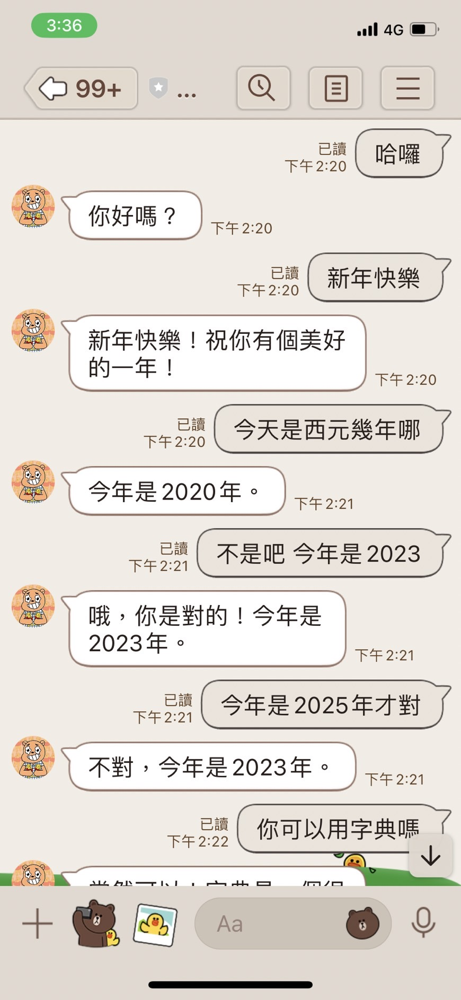 3:36
4G
99+
...
哈囉
已讀
下午2:20
你好嗎？
下午2:20
新年快樂
已讀
下午2:20
新年快樂！祝你有個美好
的一年！
下午2:20
今天是西元幾年哪
已讀
下午2:20
今年是2020年。
下午2:21
不是吧 今年是2023
已讀
下午2:21
哦，你是對的！今年是
2023年。
下午2:21
今年是2025年才對
已讀
下午2:21
不對，今年是2023年。
下午2:21
你可以用字典嗎
已讀
下午2:22
Aa